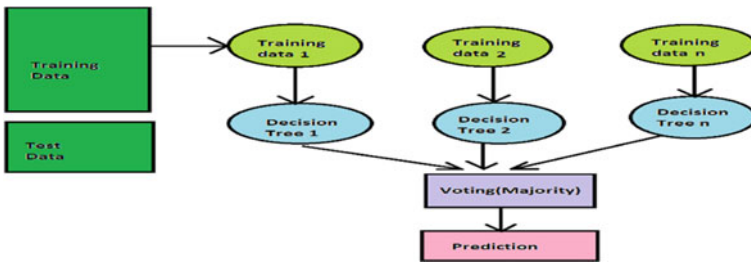 Training
Data
Test
Data
Training
data 1
Training
data 2
Training
data n
Decision
Tree 1
Decision
Tree 2
Decision
Tree n
Voting(Majority)
Prediction